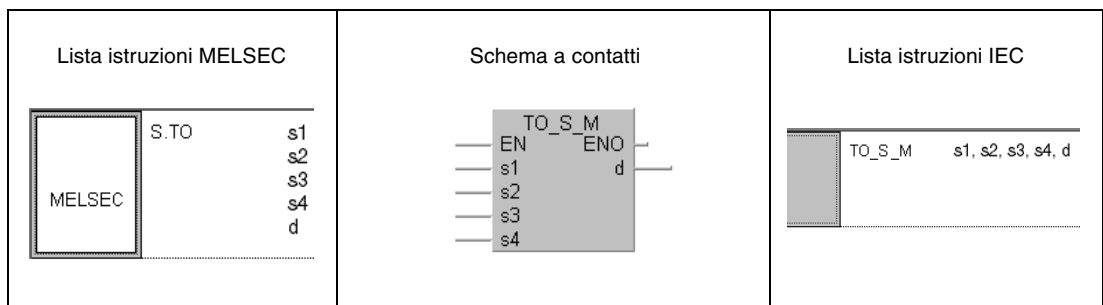 Lista istruzioni MELSEC
Schema a contatti
Lista istruzioni IEC
MELSEC
S.TO s1
s2
s3
s4
d
TO_S_M
EN ENO
s1 d
s2
s3
s4
TO_S_M s1, s2, s3, s4, d